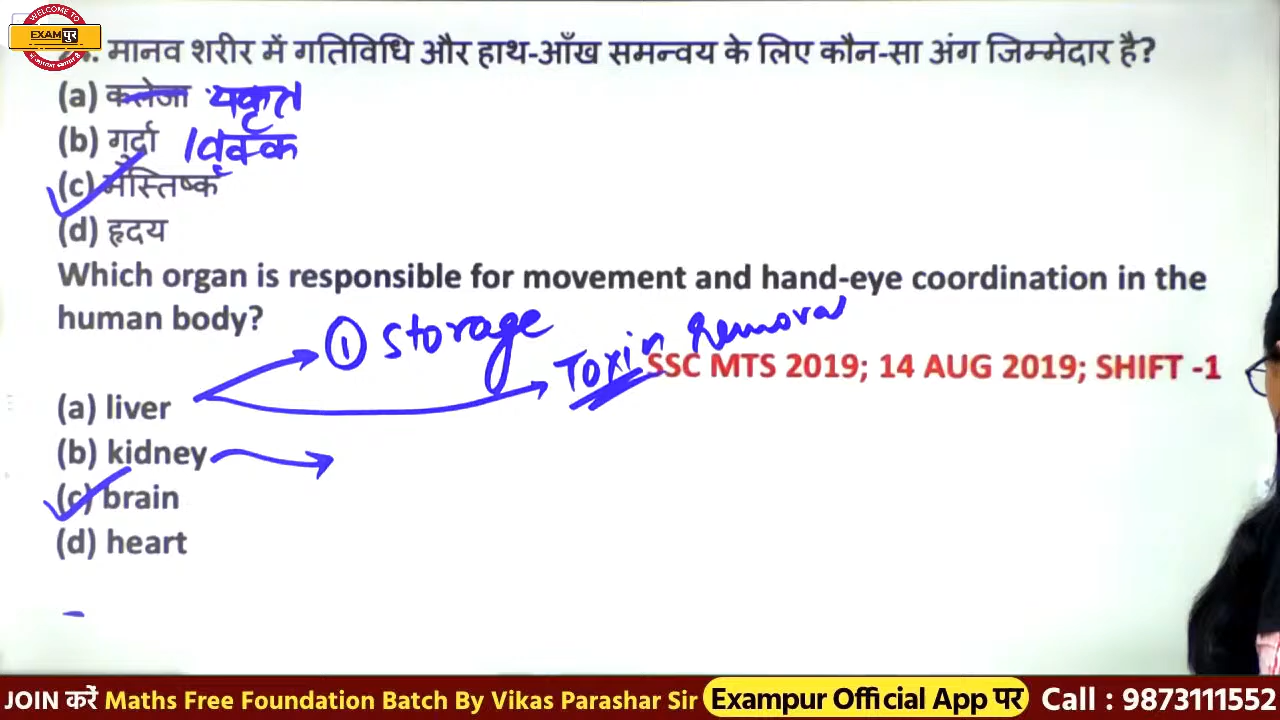 WELCOME TO
EXAMपुर
. मानव शरीर में गतिविधि और हाथ-आँख समन्वय के लिए कौन-सा अंग जिम्मेदार है?
(a) कलेजा यकृत
(b) गुर्दा / वृक्क
(c) मस्तिष्क
(d) हृदय
Which organ is responsible for movement and hand-eye coordination in the
human body?
① Storage
Toxin Removal
SSC MTS 2019; 14 AUG 2019; SHIFT -1
(a) liver
(b) kidney
(c) brain
(d) heart
JOIN करें Maths Free Foundation Batch By Vikas Parashar Sir Exampur Official App पर Call : 9873111552